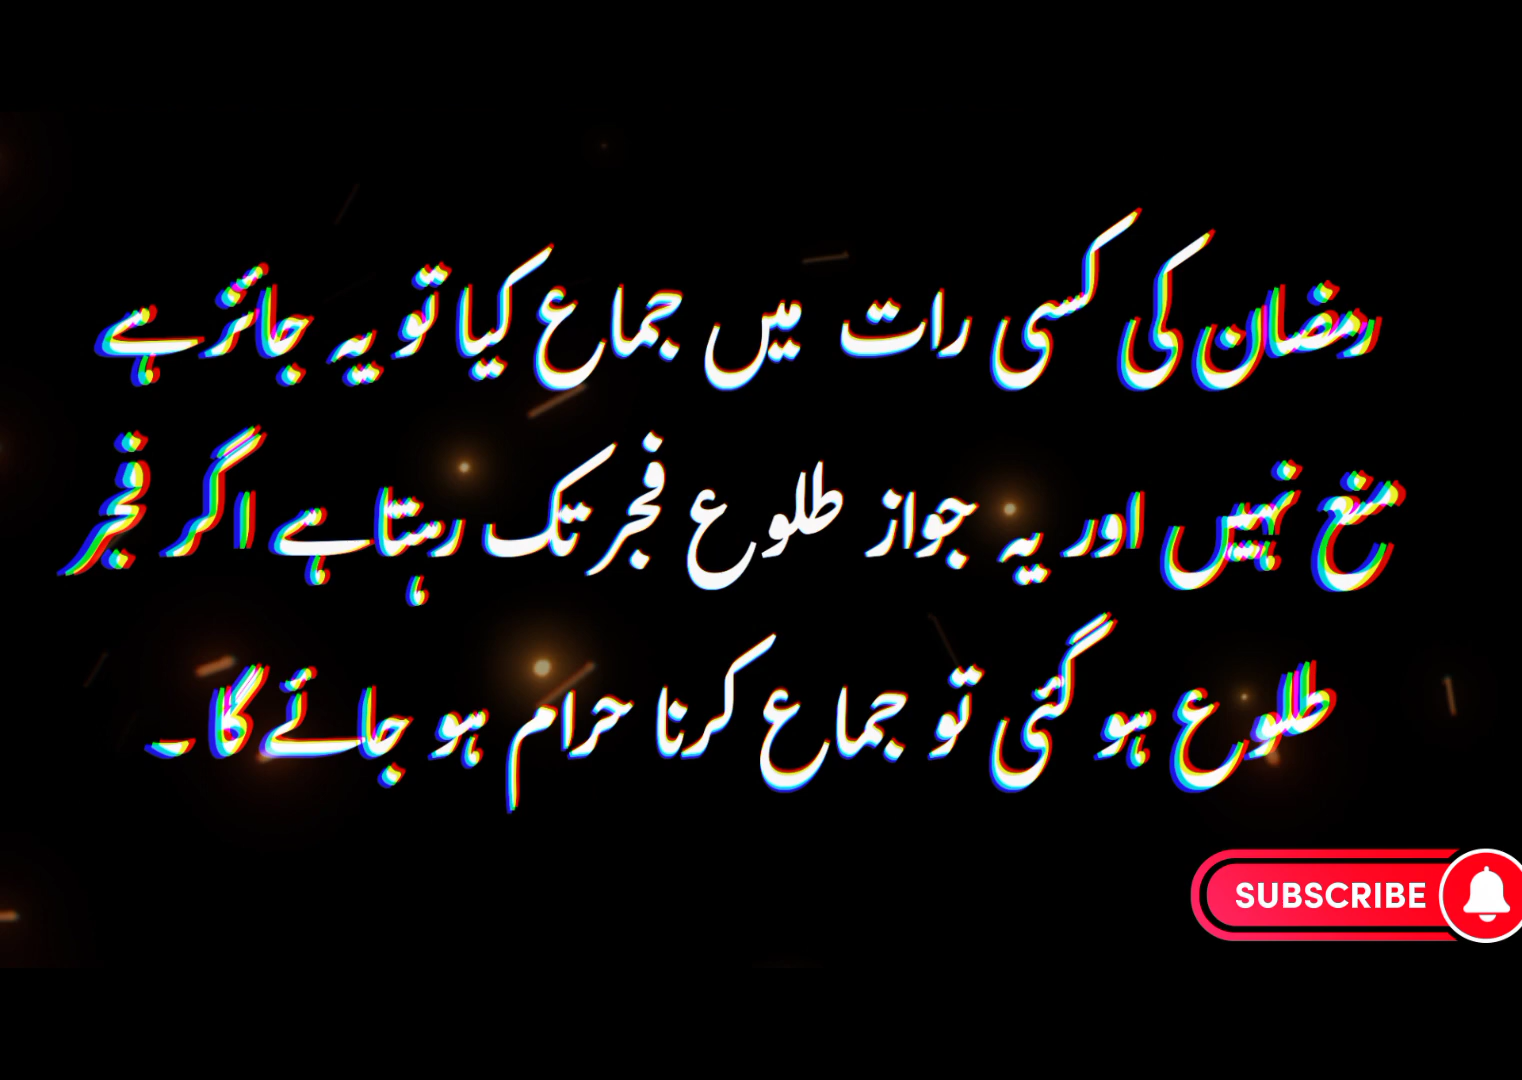 رمضان کی کسی رات میں جماع کیا تو یہ جائز ہے
منع نہیں اور یہ جواز طلوع فجر تک رہتا ہے اگر فجر
طلوع ہو گئی تو جماع کرنا حرام ہو جائے گا ۔
SUBSCRIBE